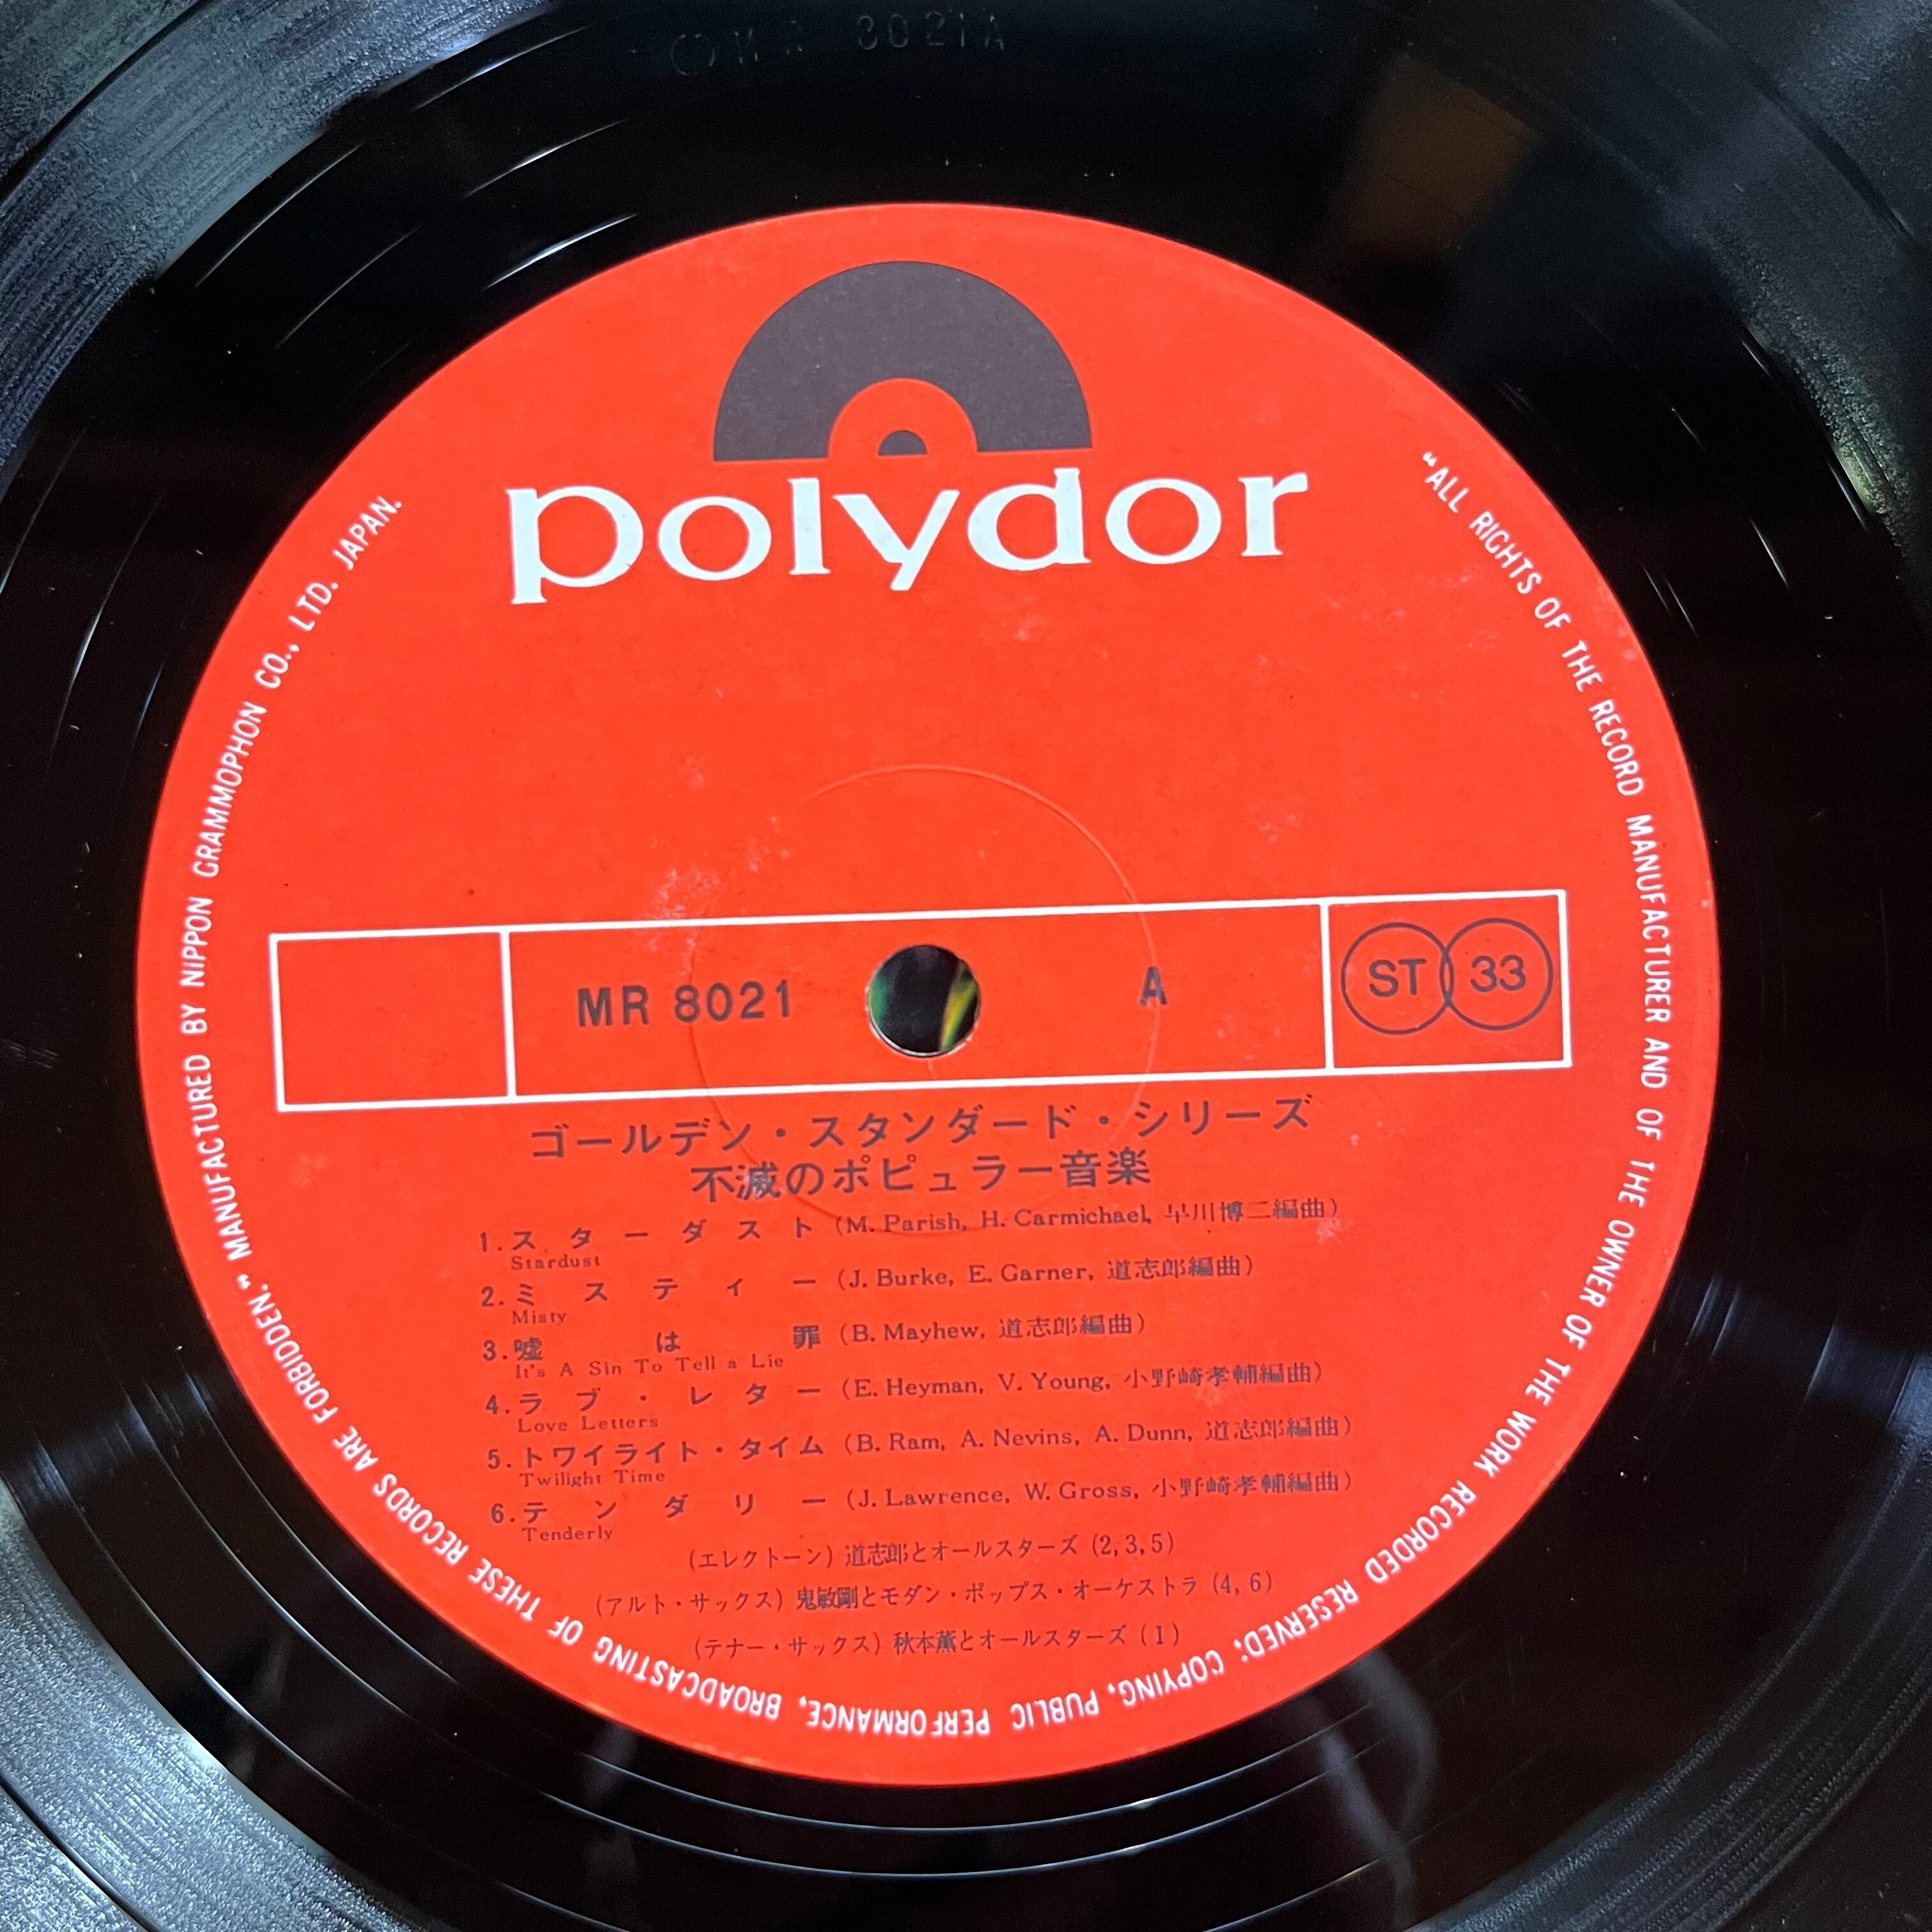 MR 8021A
polydor
MR 8021
A
ST 33
ゴールデン・スタンダード・シリーズ
不滅のポピュラー音楽
1.スターダスト (M. Parish, H. Carmichael, 早川博二編曲)
Stardust
2.ミスティー (J. Burke, E. Garner, 道志郎編曲)
Misty
3.嘘は罪 (B. Mayhew, 道志郎編曲)
It's A Sin To Tell a Lie
4.ラブ・レター (E. Heyman, V. Young, 小野崎孝輔編曲)
Love Letters
5.トワイライト・タイム (B. Ram, A. Nevins, A. Dunn, 道志郎編曲)
Twilight Time
6.テンダリー (J. Lawrence, W. Gross, 小野崎孝輔編曲)
Tenderly
(エレクトーン) 道志郎とオールスターズ (2,3,5)
(アルト・サックス) 鬼敏剛とモダン・ポップス・オーケストラ (4,6)
(テナー・サックス) 秋本薫とオールスターズ (1)
"ALL RIGHTS OF THE RECORD MANUFACTURER AND OF THE OWNER OF THE WORK RECORDED RESERVED; COPYING, PUBLIC PERFORMANCE, BROADCASTING OF THESE RECORDS ARE FORBIDDEN." MANUFACTURED BY NIPPON GRAMMOPHON CO., LTD. JAPAN.